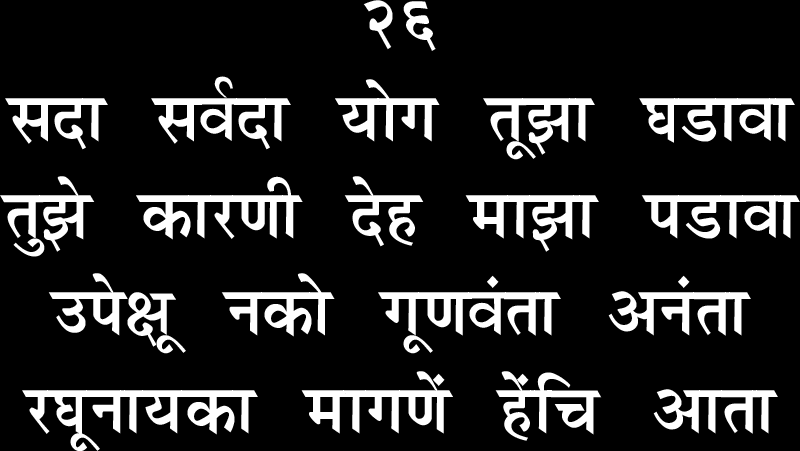 २६
सदा सर्वदा योग तूझा घडावा
तुझे कारणी देह माझा पडावा
उपेक्षू नको गूणवंता अनंता
रघूनायका मागणें हेंचि आता